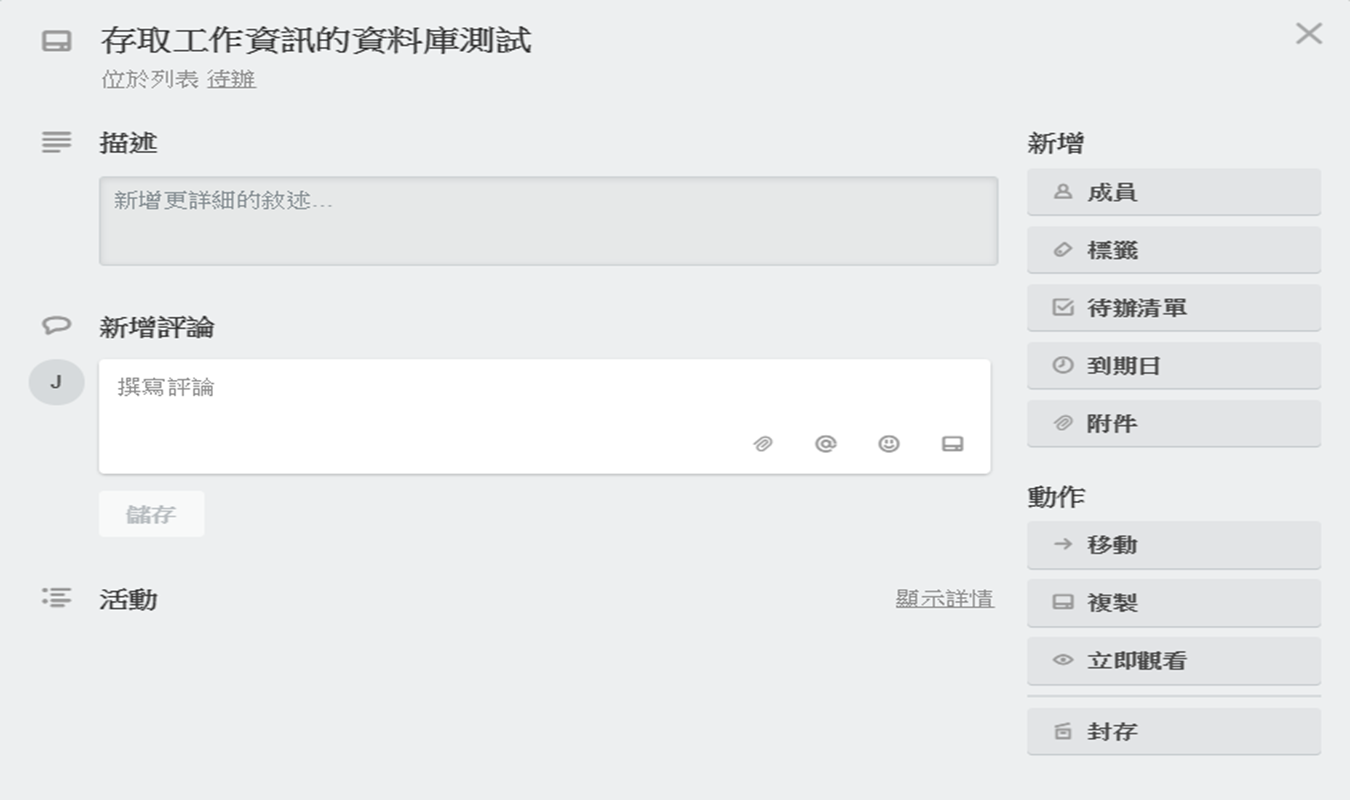 存取工作資訊的資料庫測試
位於列表 待辦
描述
新增更詳細的敘述...
新增評論
J
撰寫評論
儲存
活動
顯示詳情
新增
成員
標籤
待辦清單
到期日
附件
動作
移動
複製
立即觀看
封存